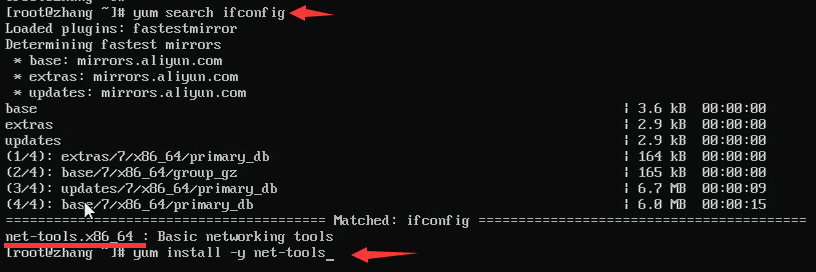 [root@zhang ~]# yum search ifconfig
Loaded plugins: fastestmirror
Determining fastest mirrors
 * base: mirrors.aliyun.com
 * extras: mirrors.aliyun.com
 * updates: mirrors.aliyun.com
base | 3.6 kB 00:00:00
extras | 2.9 kB 00:00:00
updates | 2.9 kB 00:00:00
(1/4): extras/7/x86_64/primary_db | 164 kB 00:00:00
(2/4): base/7/x86_64/group_gz | 165 kB 00:00:00
(3/4): updates/7/x86_64/primary_db | 6.7 MB 00:00:09
(4/4): base/7/x86_64/primary_db | 6.0 MB 00:00:15
======================================== Matched: ifconfig =========================================
net-tools.x86_64 : Basic networking tools
[root@zhang ~]# yum install -y net-tools_